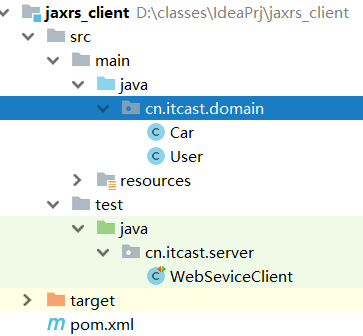 jaxrs_client D:\classes\IdeaPrj\jaxrs_client
src
main
java
cn.itcast.domain
Car
User
resources
test
java
cn.itcast.server
WebSeviceClient
target
pom.xml